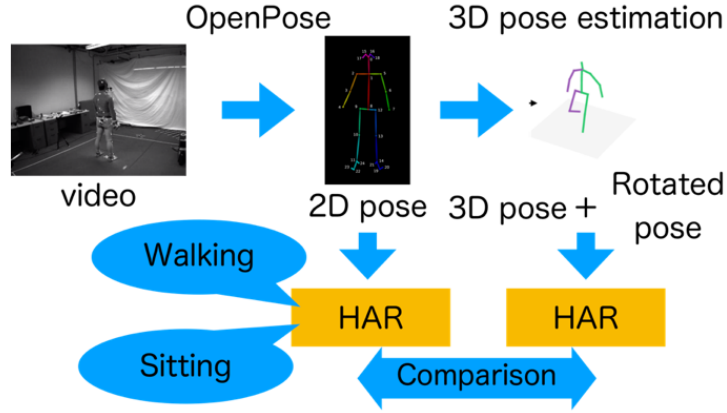 OpenPose
3D pose estimation
video
2D pose
3D pose +
Rotated
pose
Walking
HAR
HAR
Sitting
Comparison